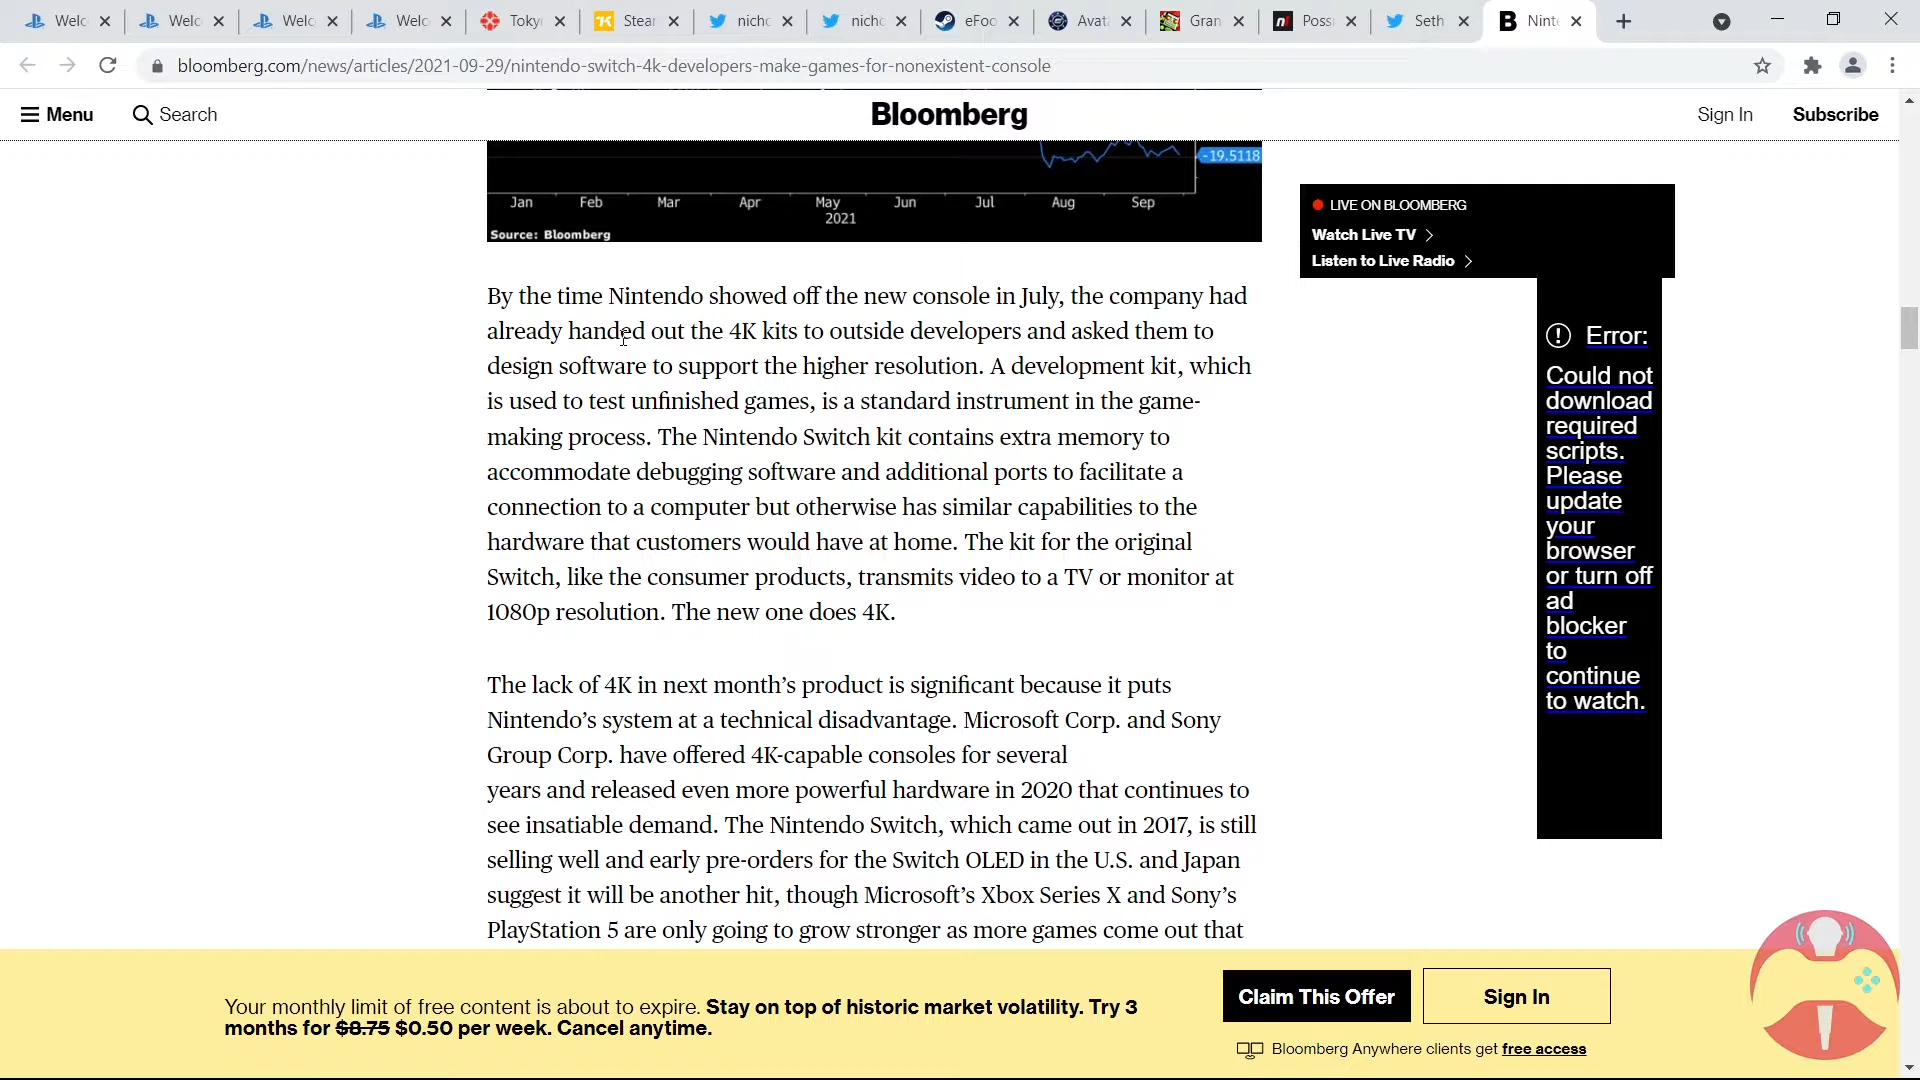 Welc
Welc
Welc
Welc
Toky
Stear
nich
nich
eFoo
Avat
Gran
Poss
Seth
Nint
bloomberg.com/news/articles/2021-09-29/nintendo-switch-4k-developers-make-games-for-nonexistent-console
Menu
Search
Bloomberg
Sign In
Subscribe
-19.5118
Jan Feb Mar Apr May Jun Jul Aug Sep
2021
Source: Bloomberg
LIVE ON BLOOMBERG
Watch Live TV
Listen to Live Radio
By the time Nintendo showed off the new console in July, the company had
already handed out the 4K kits to outside developers and asked them to
design software to support the higher resolution. A development kit, which
is used to test unfinished games, is a standard instrument in the game-
making process. The Nintendo Switch kit contains extra memory to
accommodate debugging software and additional ports to facilitate a
connection to a computer but otherwise has similar capabilities to the
hardware that customers would have at home. The kit for the original
Switch, like the consumer products, transmits video to a TV or monitor at
1080p resolution. The new one does 4K.
The lack of 4K in next month's product is significant because it puts
Nintendo's system at a technical disadvantage. Microsoft Corp. and Sony
Group Corp. have offered 4K-capable consoles for several
years and released even more powerful hardware in 2020 that continues to
see insatiable demand. The Nintendo Switch, which came out in 2017, is still
selling well and early pre-orders for the Switch OLED in the U.S. and Japan
suggest it will be another hit, though Microsoft's Xbox Series X and Sony's
PlayStation 5 are only going to grow stronger as more games come out that
Error:
Could not
download
required
scripts.
Please
update
your
browser
or turn off
ad
blocker
to
continue
to watch.
Your monthly limit of free content is about to expire. Stay on top of historic market volatility. Try 3
months for $8.75 $0.50 per week. Cancel anytime.
Claim This Offer
Sign In
Bloomberg Anywhere clients get free access